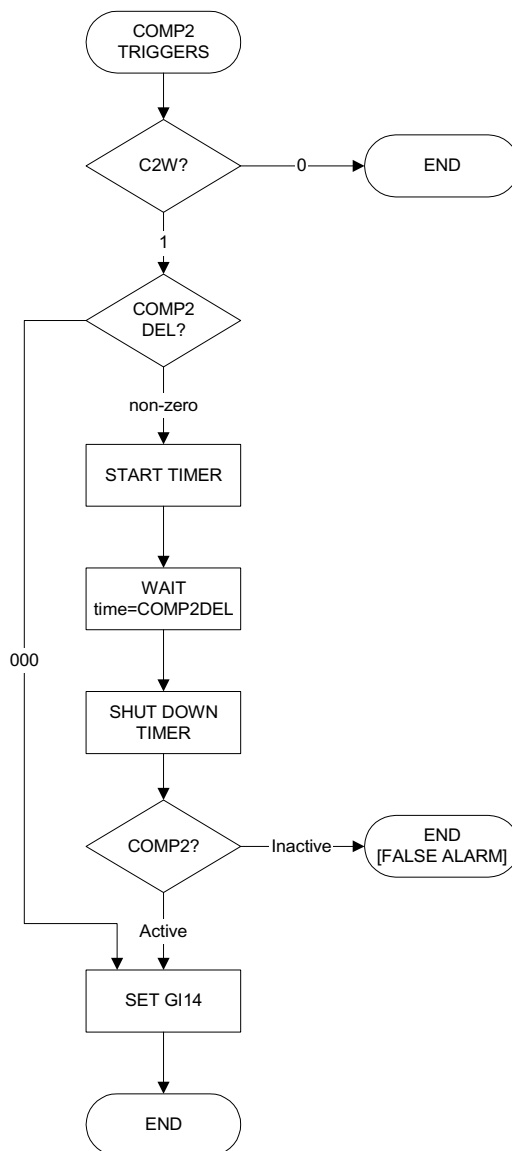 COMP2
TRIGGERS
C2W?
0
END
1
COMP2
DEL?
non-zero
START TIMER
WAIT
time=COMP2DEL
000
SHUT DOWN
TIMER
COMP2?
Inactive
END
[FALSE ALARM]
Active
SET GI14
END